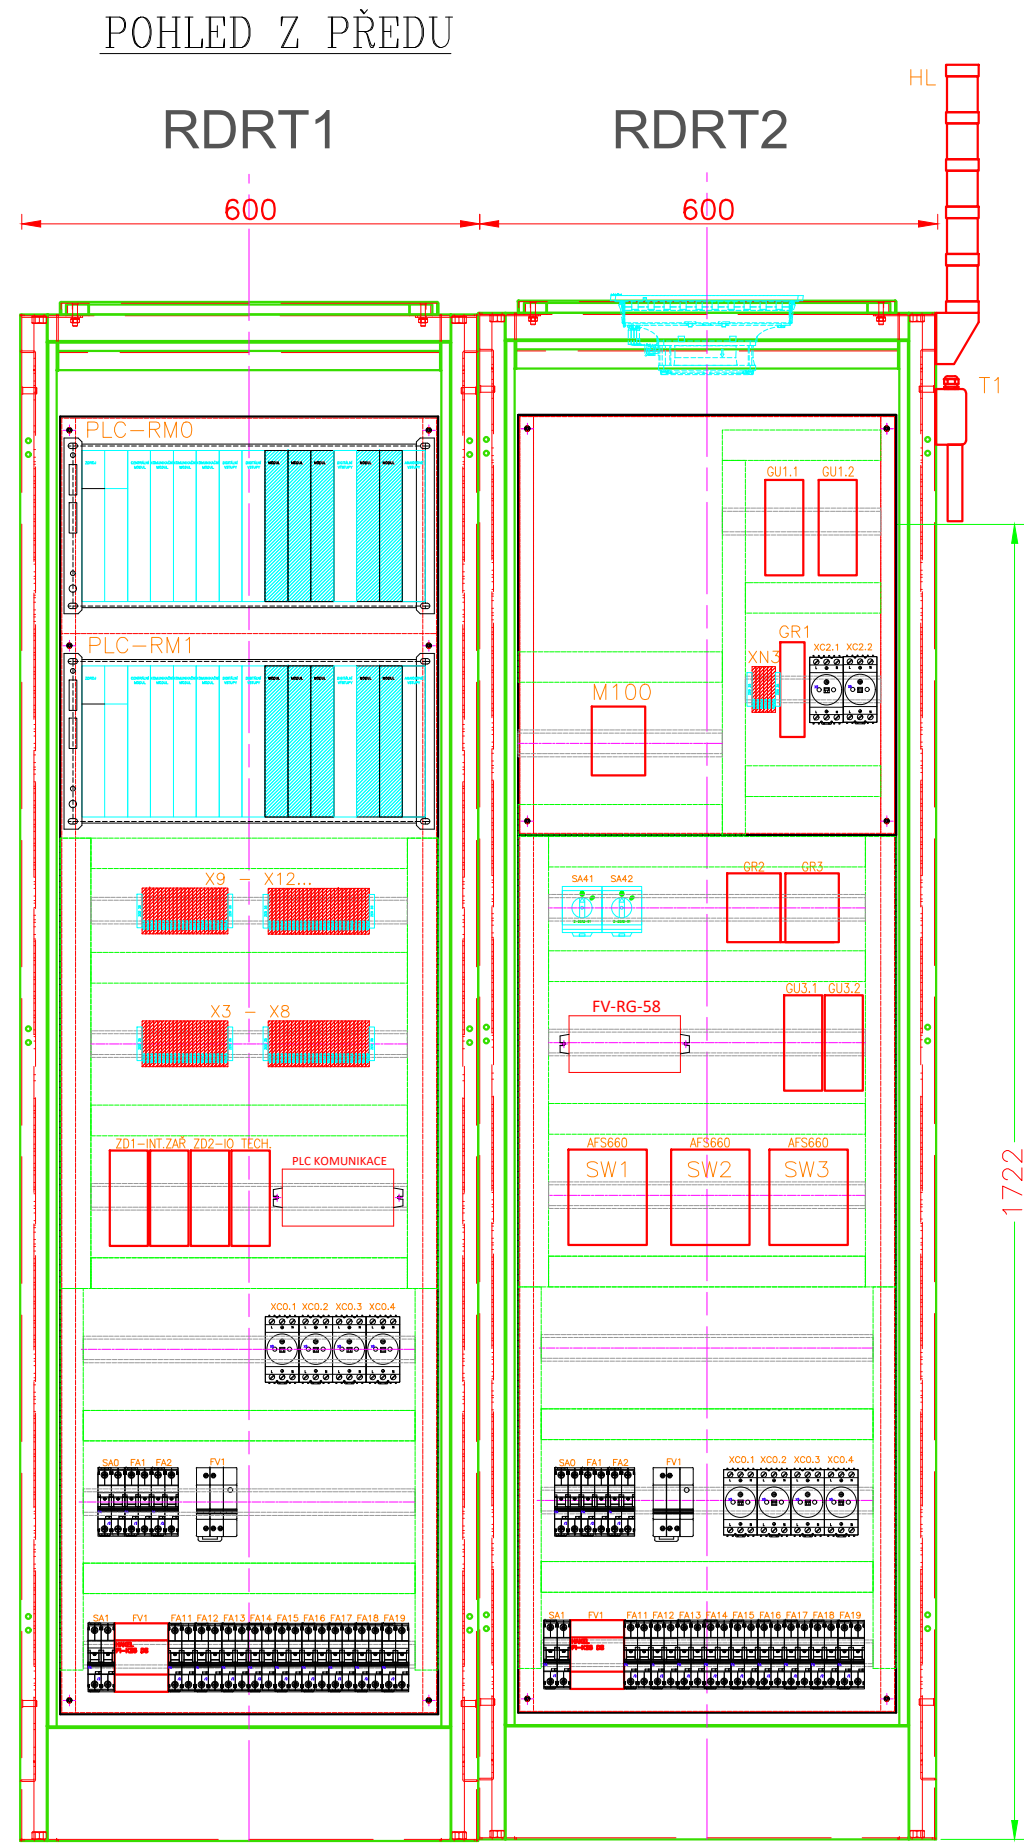 POHLED Z PŘEDU
RDRT1
RDRT2
HL
600
600
T1
PLC-RM0
GU1.1
GU1.2
PLC-RM1
GR1
XC2.1
XC2.2
XN3
M100
X9 - X12...
SA41
SA42
GR2
GR3
X3 - X8
FV-RG-58
GU3.1
GU3.2
ZD1-INT.ZAŘ
ZD2-IO TECH.
PLC KOMUNIKACE
AFS660
AFS660
AFS660
SW1
SW2
SW3
1722
XC0.1
XC0.2
XC0.3
XC0.4
SA0
FA1
FA2
FV1
SA0
FA1
FA2
FV1
XC0.1
XC0.2
XC0.3
XC0.4
SA1
FV1
FA11
FA12
FA13
FA14
FA15
FA16
FA17
FA18
FA19
SA1
FV1
FA11
FA12
FA13
FA14
FA15
FA16
FA17
FA18
FA19